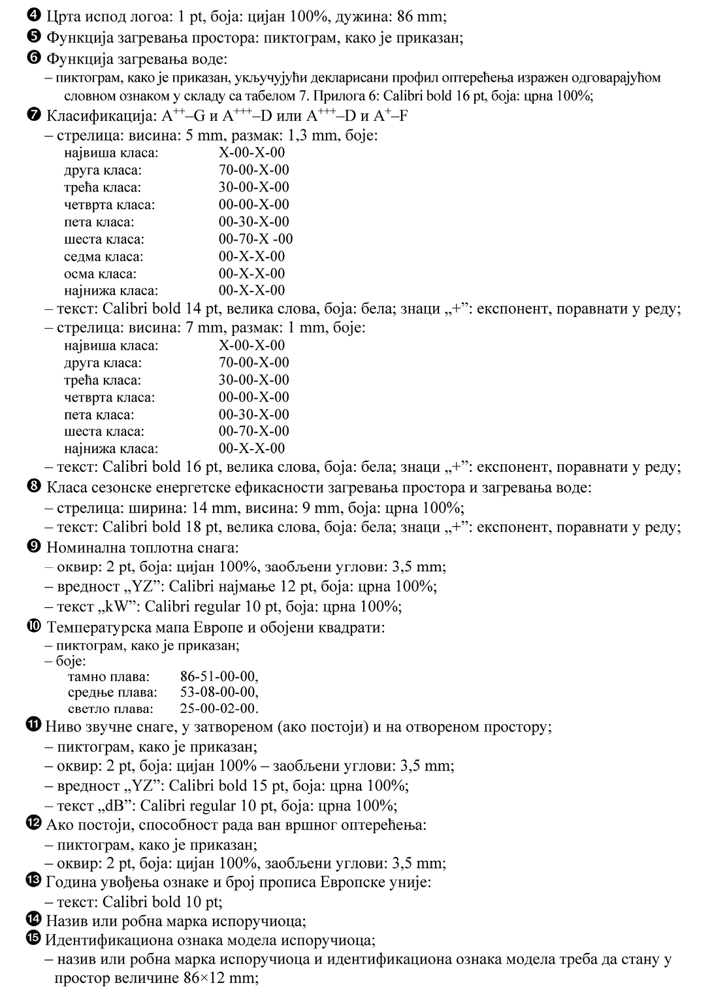 ❹ Црта испод логоа: 1 pt, боја: цијан 100%, дужина: 86 mm;
❺ Функција загревања простора: пиктограм, како је приказан;
❻ Функција загревања воде:
– пиктограм, како је приказан, укључујући декларисани профил оптерећења изражен одговарајућом
словном ознаком у складу са табелом 7. Прилога 6: Calibri bold 16 pt, боја: црна 100%;
❼ Класификација: A⁺⁺–G и A⁺⁺⁺–D или A⁺⁺⁺–D и A⁺–F
– стрелица: висина: 5 mm, размак: 1,3 mm, боје:
највиша класа: X-00-X-00
друга класа: 70-00-X-00
трећа класа: 30-00-X-00
четврта класа: 00-00-X-00
пета класа: 00-30-X-00
шеста класа: 00-70-X -00
седма класа: 00-X-X-00
осма класа: 00-X-X-00
најнижа класа: 00-X-X-00
– текст: Calibri bold 14 pt, велика слова, боја: бела; знаци „+”: експонент, поравнати у реду;
– стрелица: висина: 7 mm, размак: 1 mm, боје:
највиша класа: X-00-X-00
друга класа: 70-00-X-00
трећа класа: 30-00-X-00
четврта класа: 00-00-X-00
пета класа: 00-30-X-00
шеста класа: 00-70-X-00
најнижа класа: 00-X-X-00
– текст: Calibri bold 16 pt, велика слова, боја: бела; знаци „+”: експонент, поравнати у реду;
❽ Класа сезонске енергетске ефикасности загревања простора и загревања воде:
– стрелица: ширина: 14 mm, висина: 9 mm, боја: црна 100%;
– текст: Calibri bold 18 pt, велика слова, боја: бела; знаци „+”: експонент, поравнати у реду;
❾ Номинална топлотна снага:
– оквир: 2 pt, боја: цијан 100%, заобљени углови: 3,5 mm;
– вредност „YZ”: Calibri најмање 12 pt, боја: црна 100%;
– текст „kW”: Calibri regular 10 pt, боја: црна 100%;
❿ Температурска мапа Европе и обојени квадрати:
– пиктограм, како је приказан;
– боје:
тамно плава: 86-51-00-00,
средње плава: 53-08-00-00,
светло плава: 25-00-02-00.
⓫ Ниво звучне снаге, у затвореном (ако постоји) и на отвореном простору;
– пиктограм, како је приказан;
– оквир: 2 pt, боја: цијан 100% – заобљени углови: 3,5 mm;
– вредност „YZ”: Calibri bold 15 pt, боја: црна 100%;
– текст „dB”: Calibri regular 10 pt, боја: црна 100%;
⓬ Ако постоји, способност рада ван вршног оптерећења:
– пиктограм, како је приказан;
– оквир: 2 pt, боја: цијан 100%, заобљени углови: 3,5 mm;
⓭ Година увођења ознаке и број прописа Европске уније:
– текст: Calibri bold 10 pt;
⓮ Назив или робна марка испоручиоца;
⓯ Идентификациона ознака модела испоручиоца;
– назив или робна марка испоручиоца и идентификациона ознака модела треба да стану у
простор величине 86×12 mm;